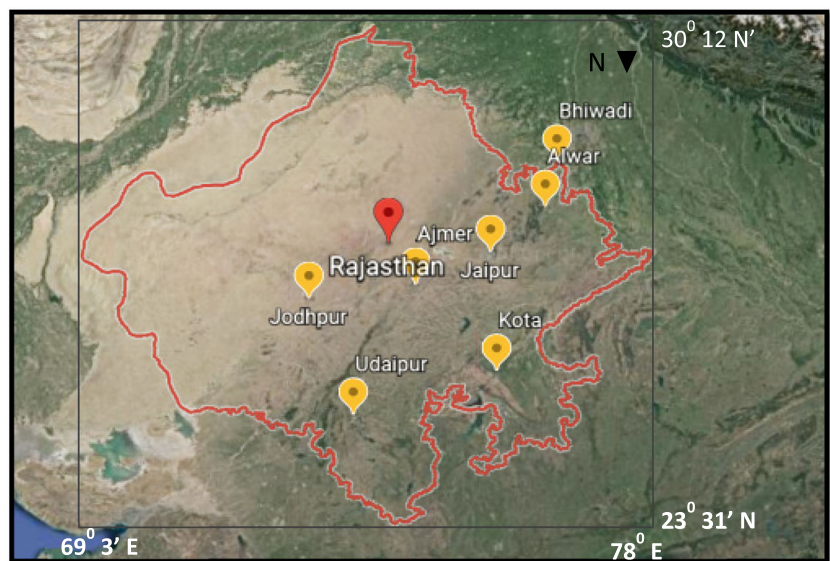 30⁰ 12 N’
N
Bhiwadi
Alwar
Ajmer
Rajasthan
Jaipur
Jodhpur
Kota
Udaipur
23⁰ 31’ N
69⁰ 3’ E
78⁰ E